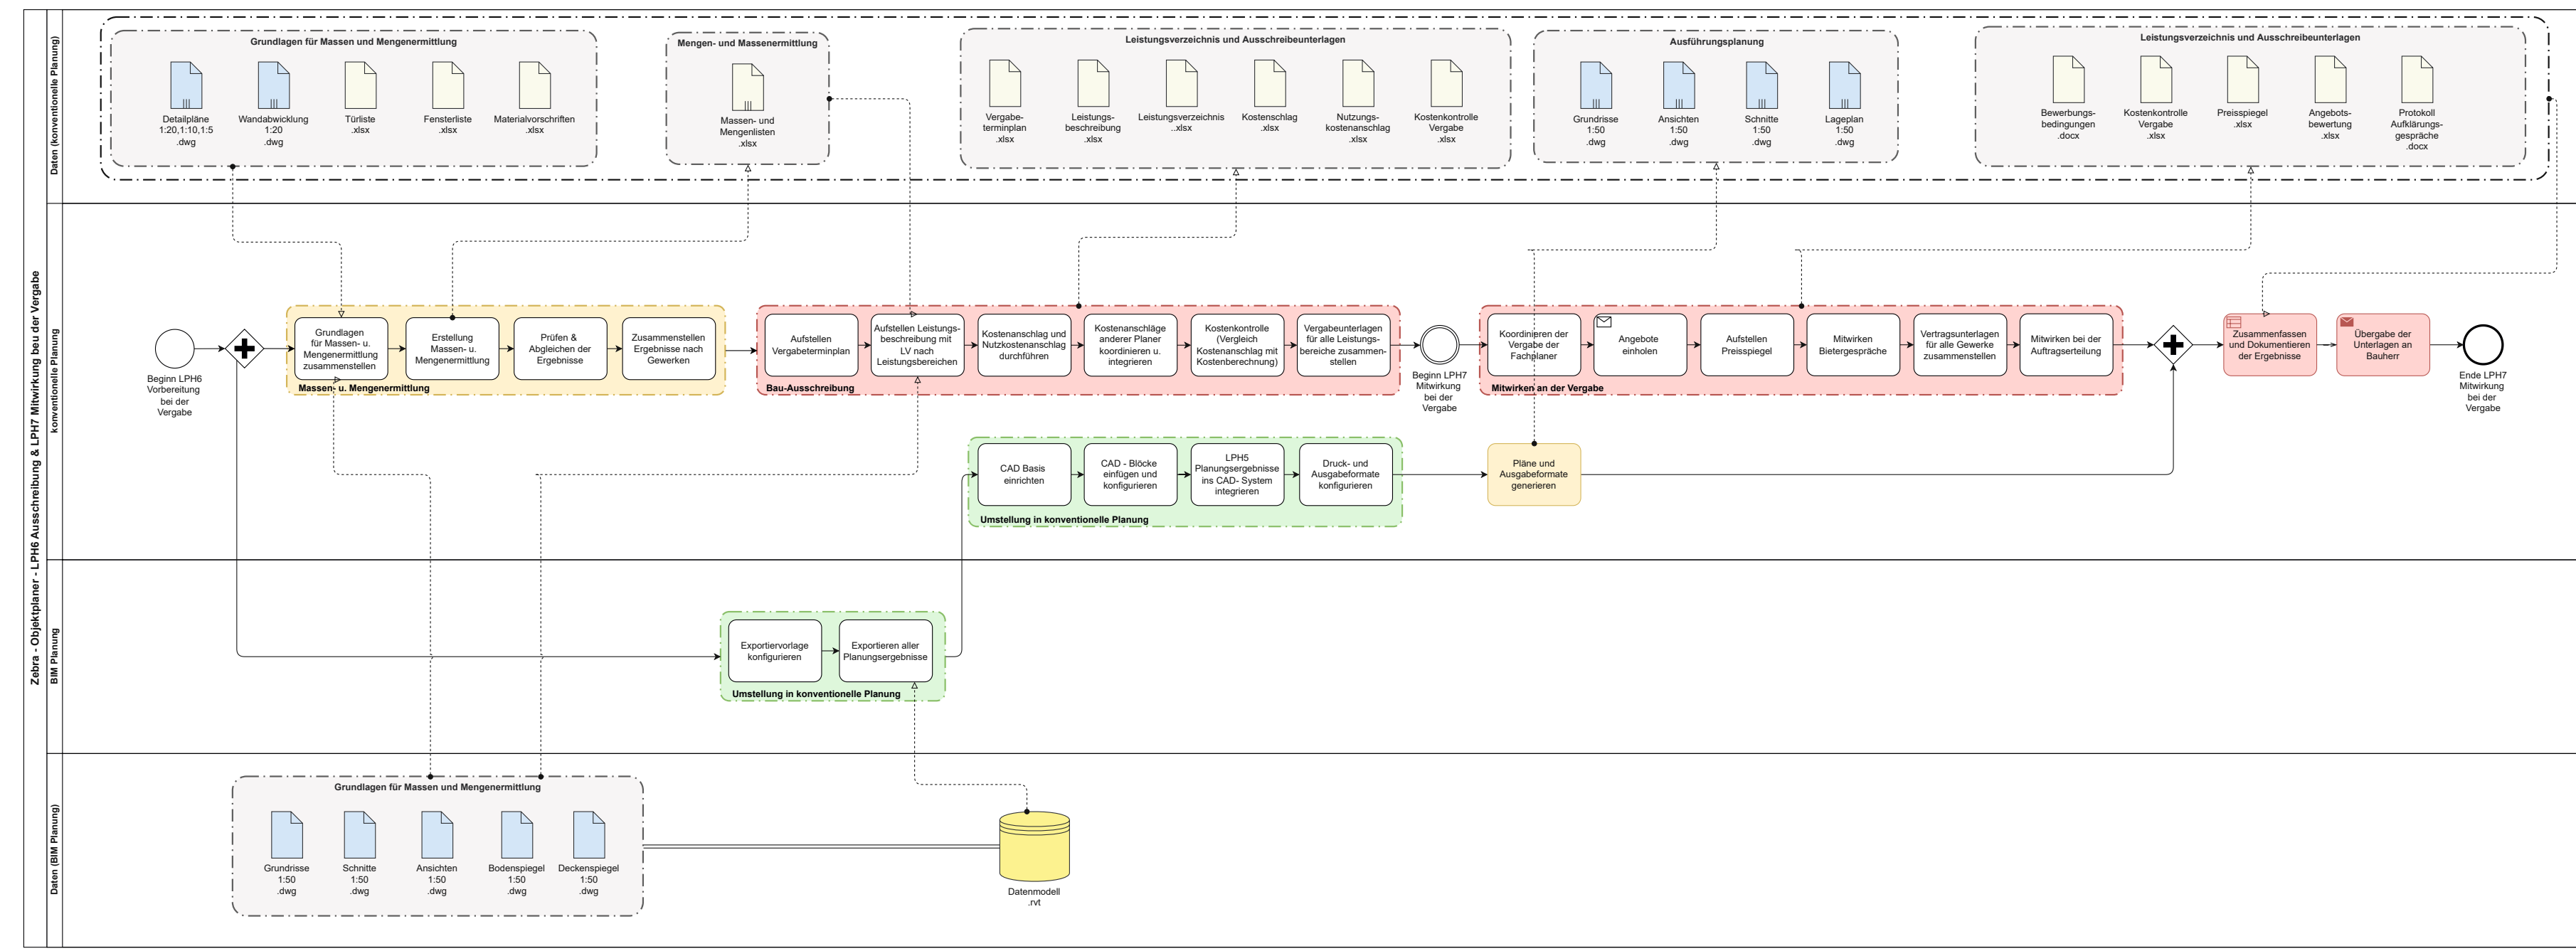 Zebra - Objektplaner - LPH6 Ausschreibung & LPH7 Mitwirkung beu der Vergabe
Daten (konventionelle Planung)
Grundlagen für Massen und Mengenermittlung
Detailpläne
1:20,1:10,1:5
.dwg
Wandabwicklung
1:20
.dwg
Türliste
.xlsx
Fensterliste
.xlsx
Materialvorschriften
.xlsx
Mengen- und Massenermittlung
Massen- und
Mengenlisten
.xlsx
Leistungsverzeichnis und Ausschreibeunterlagen
Vergabe-
terminplan
.xlsx
Leistungs-
beschreibung
.xlsx
Leistungsverzeichnis
..xlsx
Kostenschlag
.xlsx
Nutzungs-
kostenanschlag
.xlsx
Kostenkontrolle
Vergabe
.xlsx
Ausführungsplanung
Grundrisse
1:50
.dwg
Ansichten
1:50
.dwg
Schnitte
1:50
.dwg
Lageplan
1:50
.dwg
Leistungsverzeichnis und Ausschreibeunterlagen
Bewerbungs-
bedingungen
.docx
Kostenkontrolle
Vergabe
.xlsx
Preisspiegel
.xlsx
Angebots-
bewertung
.xlsx
Protokoll
Aufklärungs-
gespräche
.docx
konventionelle Planung
Beginn LPH6
Vorbereitung
bei der
Vergabe
Grundlagen
für Massen- u.
Mengenermittlung
zusammenstellen
Erstellung
Massen- u.
Mengenermittlung
Prüfen &
Abgleichen der
Ergebnisse
Zusammenstellen
Ergebnisse nach
Gewerken
Massen- u. Mengenermittlung
Aufstellen
Vergabeterminplan
Aufstellen Leistungs-
beschreibung mit
LV nach
Leistungsbereichen
Kostenanschlag und
Nutzkostenanschlag
durchführen
Kostenanschläge
anderer Planer
koordinieren u.
integrieren
Kostenkontrolle
(Vergleich
Kostenanschlag mit
Kostenberechnung)
Vergabeunterlagen
für alle Leistungs-
bereiche zusammen-
stellen
Bau-Ausschreibung
Beginn LPH7
Mitwirkung
bei der
Vergabe
Koordinieren der
Vergabe der
Fachplaner
Angebote
einholen
Aufstellen
Preisspiegel
Mitwirken
Bietergespräche
Vertragsunterlagen
für alle Gewerke
zusammenstellen
Mitwirken bei der
Auftragserteilung
Mitwirken an der Vergabe
Zusammenfassen
und Dokumentieren
der Ergebnisse
Übergabe der
Unterlagen an
Bauherr
Ende LPH7
Mitwirkung
bei der
Vergabe
CAD Basis
einrichten
CAD - Blöcke
einfügen und
konfigurieren
LPH5
Planungsergebnisse
ins CAD- System
integrieren
Druck- und
Ausgabeformate
konfigurieren
Umstellung in konventionelle Planung
Pläne und
Ausgabeformate
generieren
BIM Planung
Exportiervorlage
konfigurieren
Exportieren aller
Planungsergebnisse
Umstellung in konventionelle Planung
Daten (BIM Planung)
Grundlagen für Massen und Mengenermittlung
Grundrisse
1:50
.dwg
Schnitte
1:50
.dwg
Ansichten
1:50
.dwg
Bodenspiegel
1:50
.dwg
Deckenspiegel
1:50
.dwg
Datenmodell
.rvt